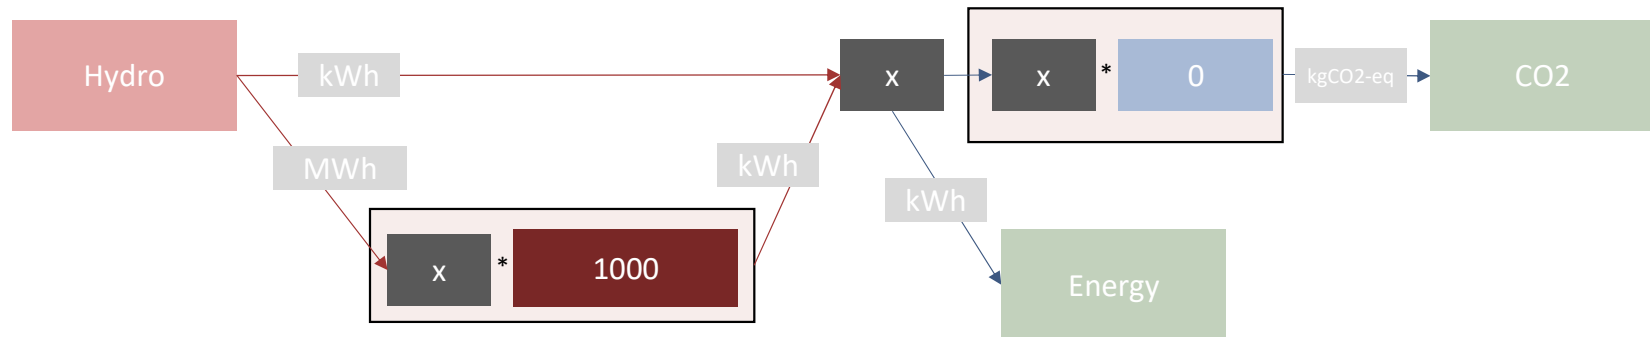 Hydro
kWh
x
x
*
0
kgCO2-eq
CO2
MWh
kWh
kWh
x
*
1000
Energy